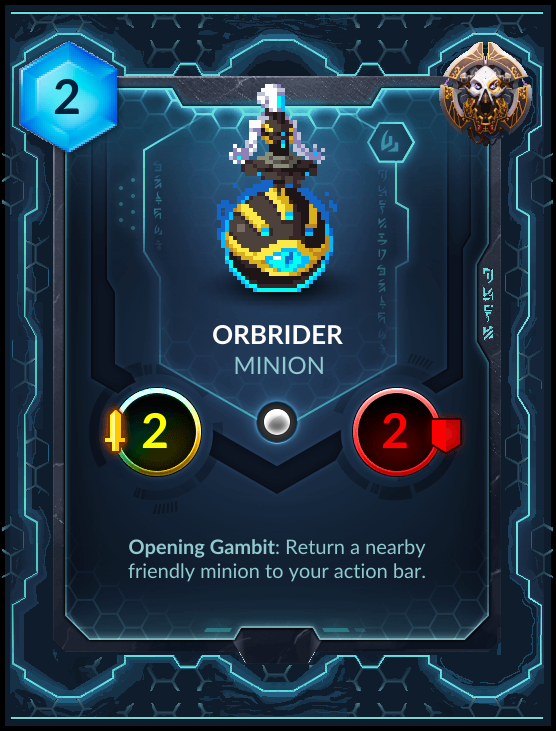 2
ORBRIDER
MINION
2
2
Opening Gambit: Return a nearby
friendly minion to your action bar.